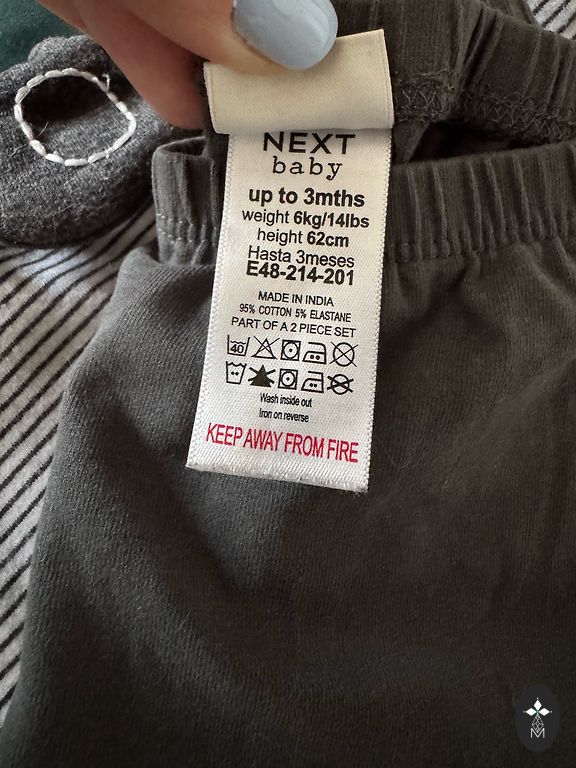 NEXT
baby
up to 3mths
weight 6kg/14lbs
height 62cm
Hasta 3meses
E48-214-201
MADE IN INDIA
95% COTTON 5% ELASTANE
PART OF A 2 PIECE SET
40
Wash inside out
Iron on reverse
KEEP AWAY FROM FIRE
M